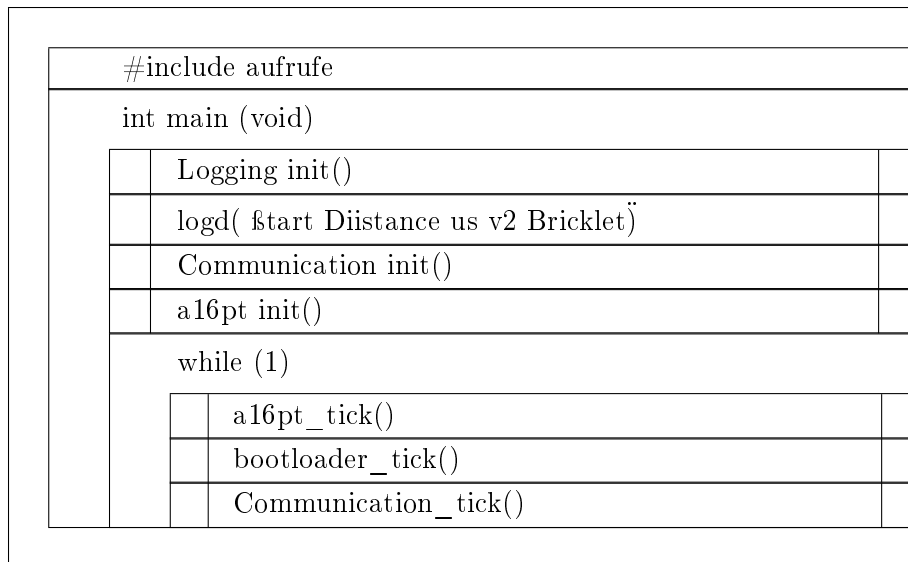 #include aufrufe
int main (void)
Logging init()
logd( ßtart Diistance us v2 Bricklet)̈
Communication init()
a16pt init()
while (1)
a16pt_tick()
bootloader_tick()
Communication_tick()